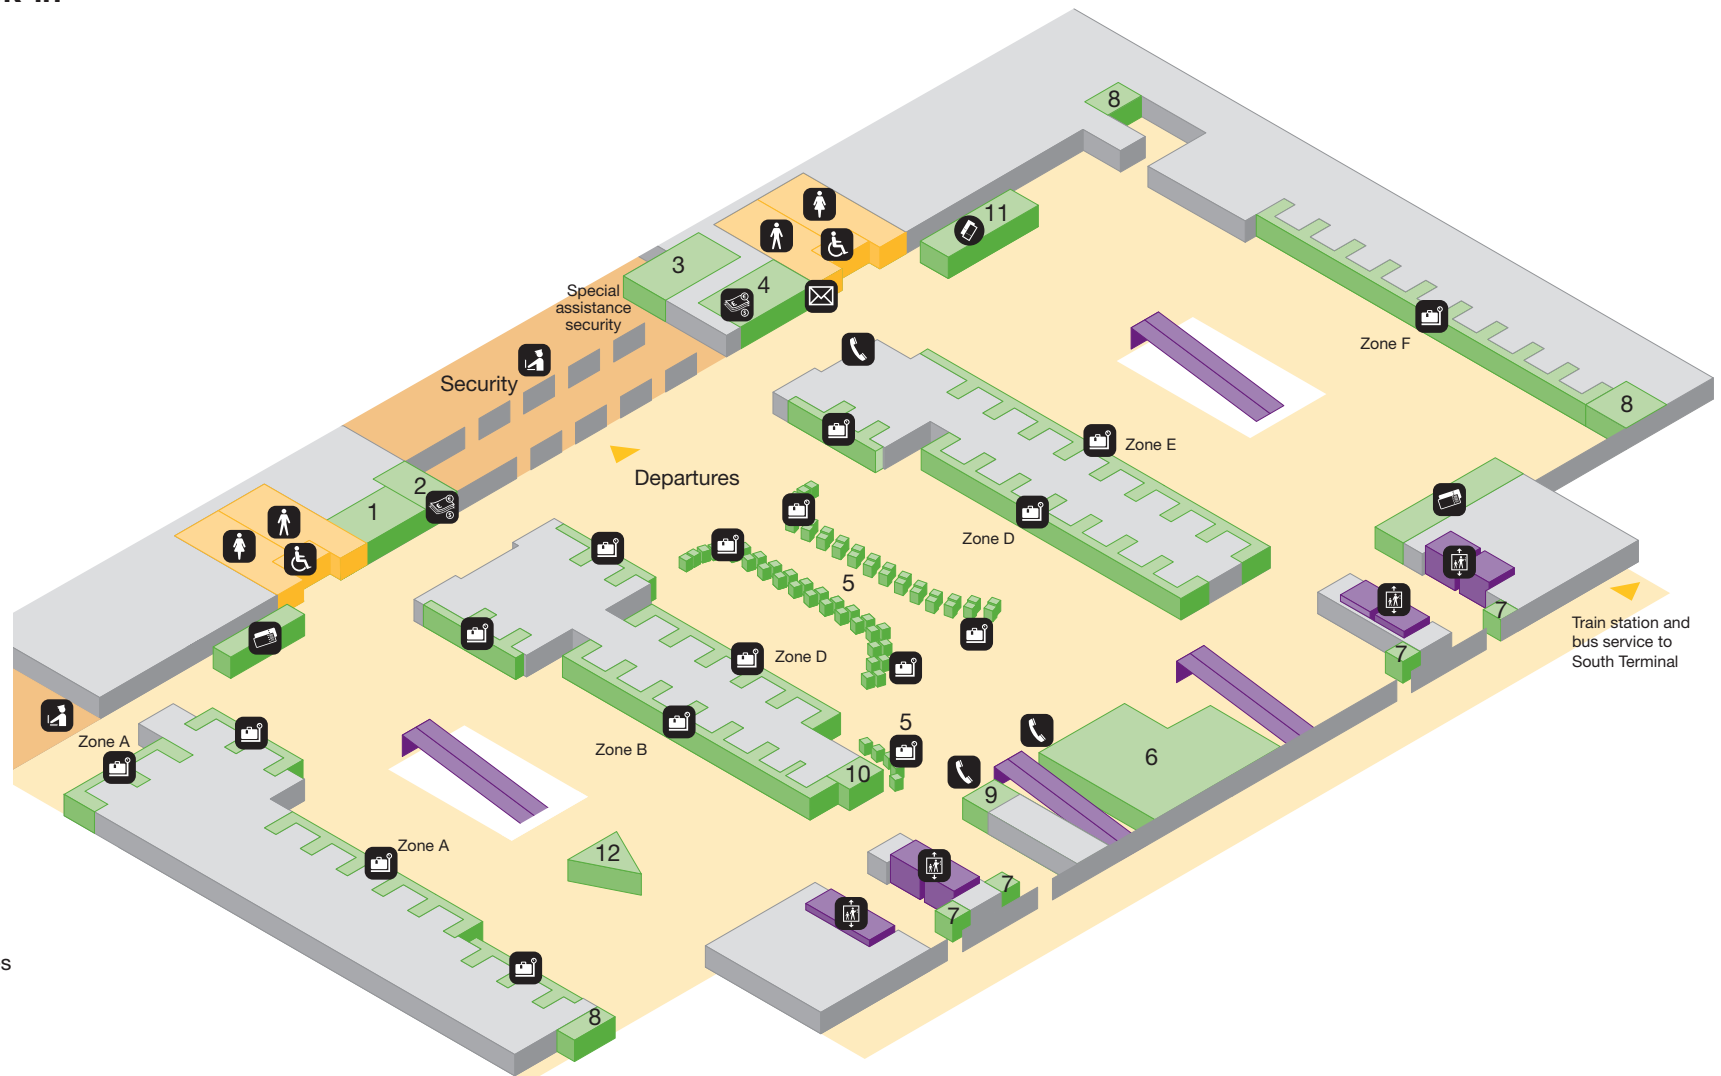 8
11
3
4
Special
assistance
security
Security
Zone F
8
Zone E
Departures
2
1
Zone D
5
7
Train station and
bus service to
South Terminal
7
Zone D
5
Zone A
Zone B
6
10
9
Zone A
12
7
7
s
8